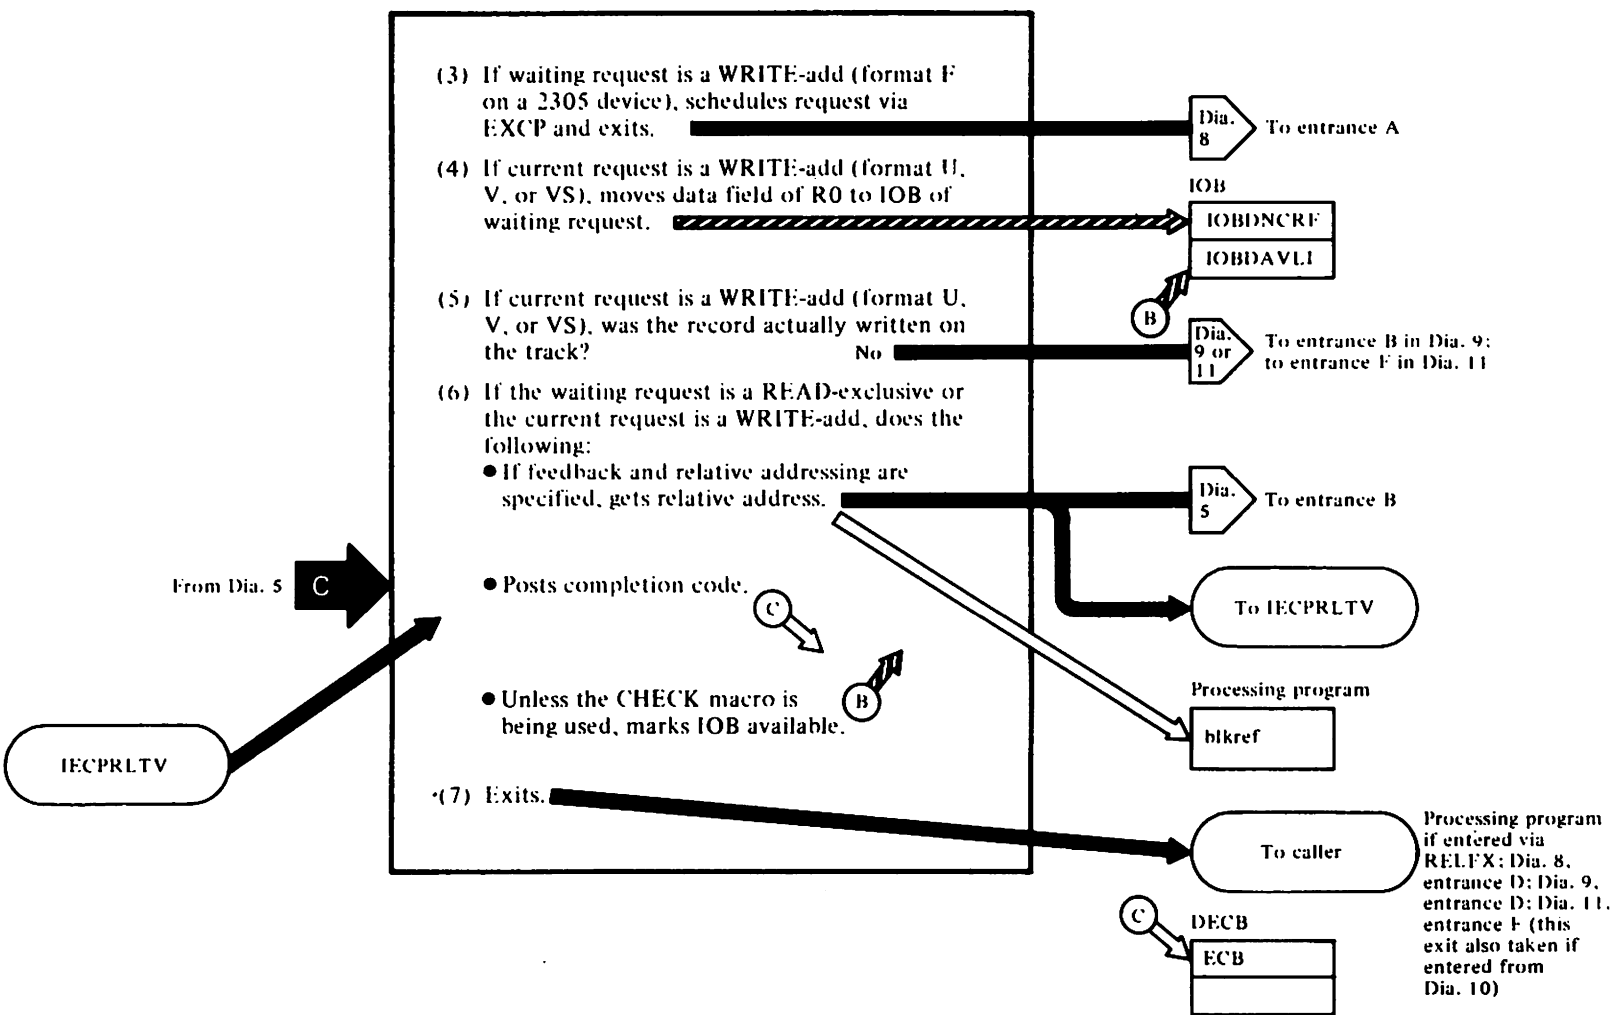 (3) If waiting request is a WRITE-add (format F
on a 2305 device), schedules request via
EXCP and exits.
Dia.
8
To entrance A
(4) If current request is a WRITE-add (format U,
V, or VS), moves data field of R0 to IOB of
waiting request.
IOB
IOBDNCRF
IOBDAVLI
B
(5) If current request is a WRITE-add (format U,
V, or VS), was the record actually written on
the track?
No
Dia.
9 or
11
To entrance B in Dia. 9;
to entrance F in Dia. 11
(6) If the waiting request is a READ-exclusive or
the current request is a WRITE-add, does the
following:
• If feedback and relative addressing are
specified, gets relative address.
Dia.
5
To entrance B
From Dia. 5
C
• Posts completion code.
C
To IECPRLTV
B
• Unless the CHECK macro is
being used, marks IOB available.
Processing program
blkref
IECPRLTV
(7) Exits.
To caller
Processing program
if entered via
RELFX; Dia. 8,
entrance D; Dia. 9,
entrance D; Dia. 11,
entrance F (this
exit also taken if
entered from
Dia. 10)
C
DECB
ECB